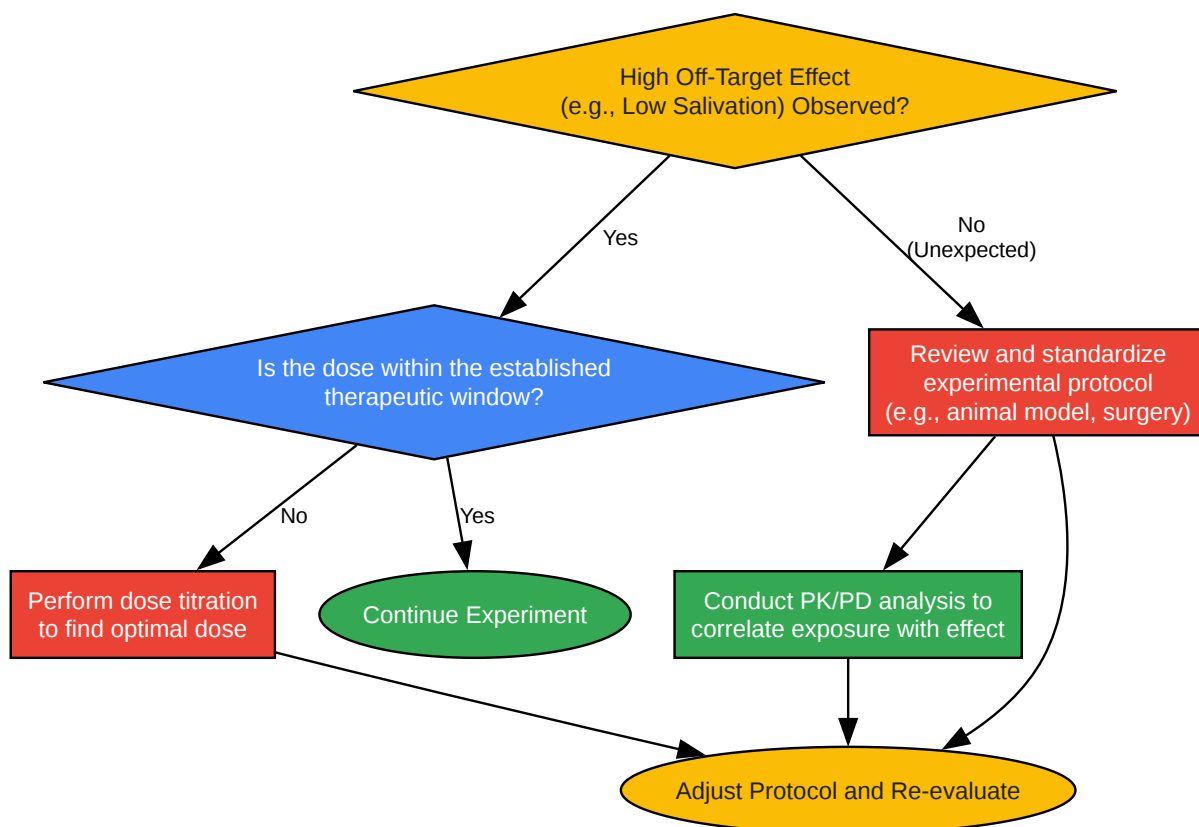 High Off-Target Effect
(e.g., Low Salivation) Observed?
Yes
No
(Unexpected)
Is the dose within the established
therapeutic window?
Review and standardize
experimental protocol
(e.g., animal model, surgery)
No
Yes
Perform dose titration
to find optimal dose
Continue Experiment
Conduct PK/PD analysis to
correlate exposure with effect
Adjust Protocol and Re-evaluate